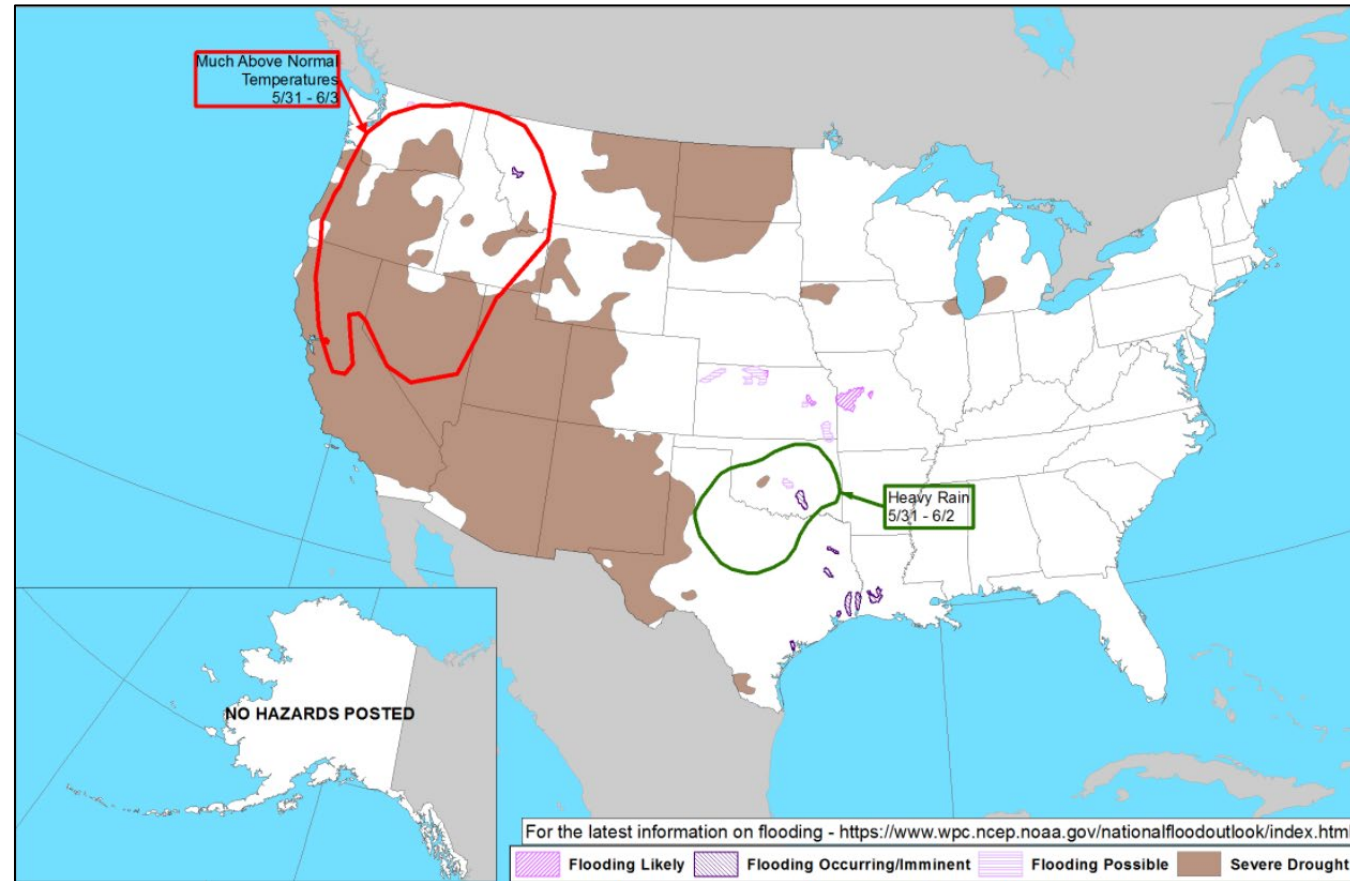 Much Above Normal
Temperatures
5/31 - 6/3
Heavy Rain
5/31 - 6/2
NO HAZARDS POSTED
For the latest information on flooding - https://www.wpc.ncep.noaa.gov/nationalfloodoutlook/index.html
Flooding Likely Flooding Occurring/Imminent Flooding Possible Severe Drought